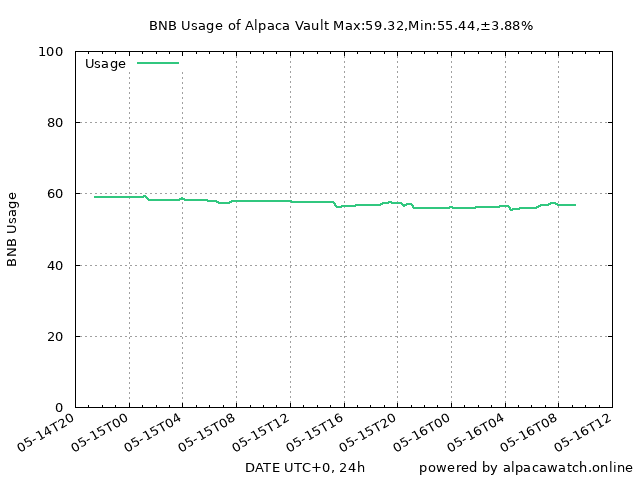 BNB Usage of Alpaca Vault Max:59.32,Min:55.44,±3.88%
100
Usage
80
60
40
20
0
BNB Usage
05-14T20
05-15T00
05-15T04
05-15T08
05-15T12
05-15T16
05-15T20
05-16T00
05-16T04
05-16T08
05-16T12
DATE UTC+0, 24h
powered by alpacawatch.online